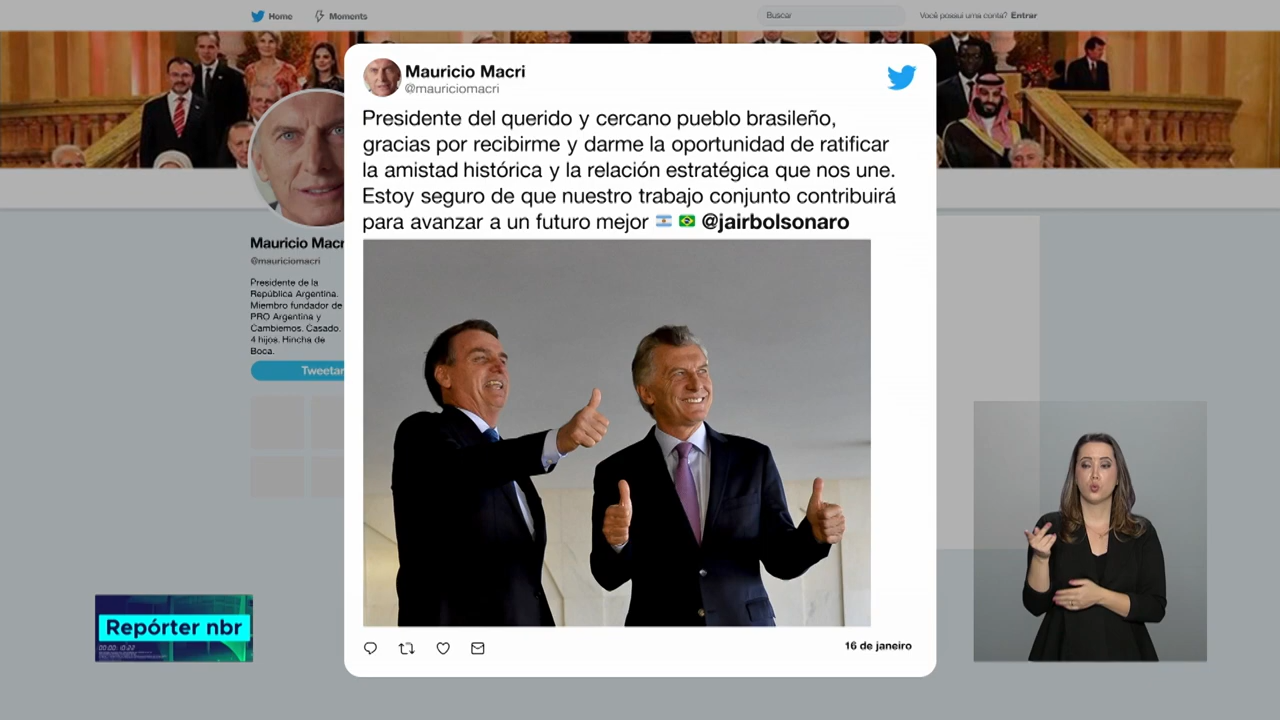 Home
Moments
Buscar
Você possui uma conta? Entrar
Mauricio Macri
@mauriciomacri
Presidente del querido y cercano pueblo brasileño,
gracias por recibirme y darme la oportunidad de ratificar
la amistad histórica y la relación estratégica que nos une.
Estoy seguro de que nuestro trabajo conjunto contribuirá
para avanzar a un futuro mejor @jairbolsonaro
16 de janeiro
Mauricio Macr
@mauriciomacri
Presidente de la
República Argentina.
Miembro fundador de
PRO Argentina y
Cambiemos. Casado.
4 hijos. Hincha de
Boca.
Tweetar
Repórter nbr